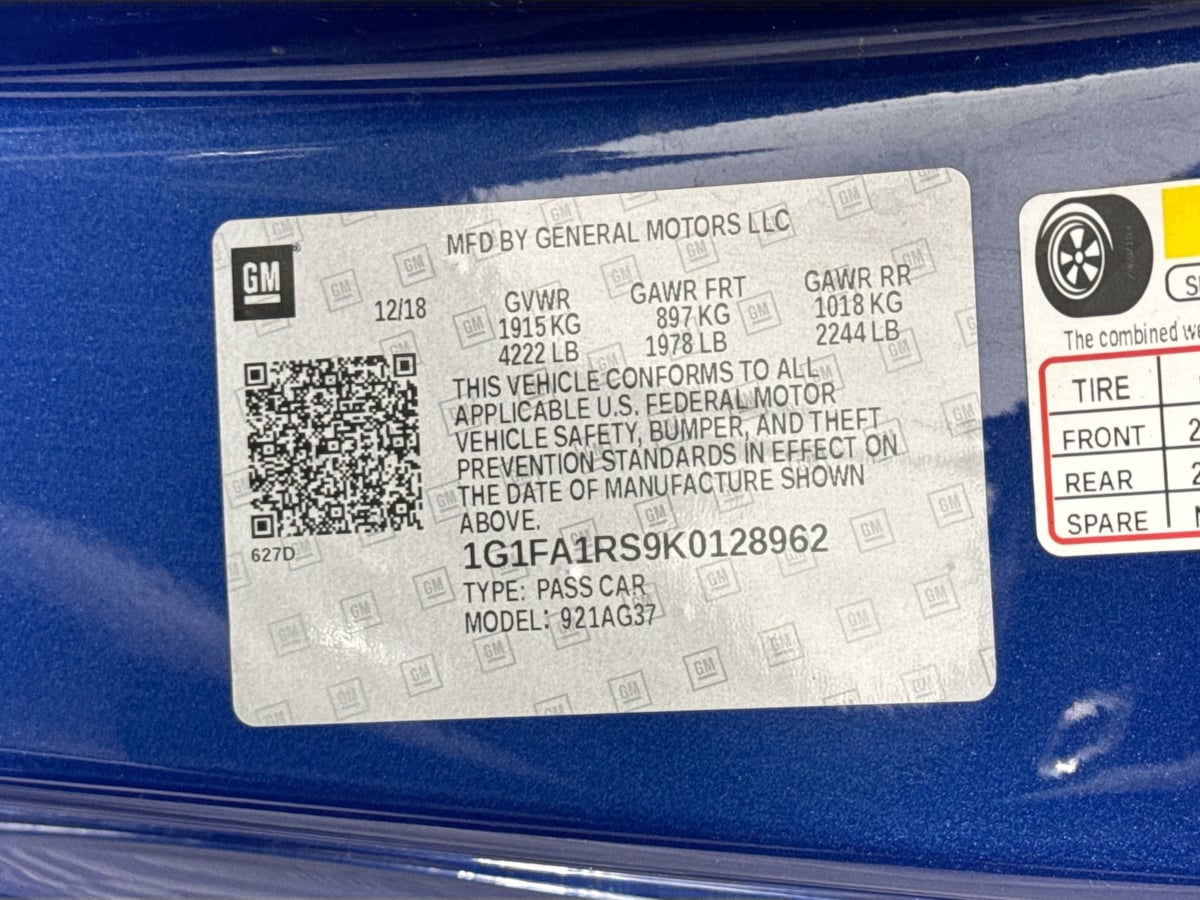 MFD BY GENERAL MOTORS LLC
GM
12/18
GVWR
1915 KG
4222 LB
GAWR FRT
897 KG
1978 LB
GAWR RR
1018 KG
2244 LB
THIS VEHICLE CONFORMS TO ALL
APPLICABLE U.S. FEDERAL MOTOR
VEHICLE SAFETY, BUMPER, AND THEFT
PREVENTION STANDARDS IN EFFECT ON
THE DATE OF MANUFACTURE SHOWN
ABOVE.
627D
1G1FA1RS9K0128962
TYPE: PASS CAR
MODEL: 921AG37
The combined
TIRE
FRONT
REAR
SPARE